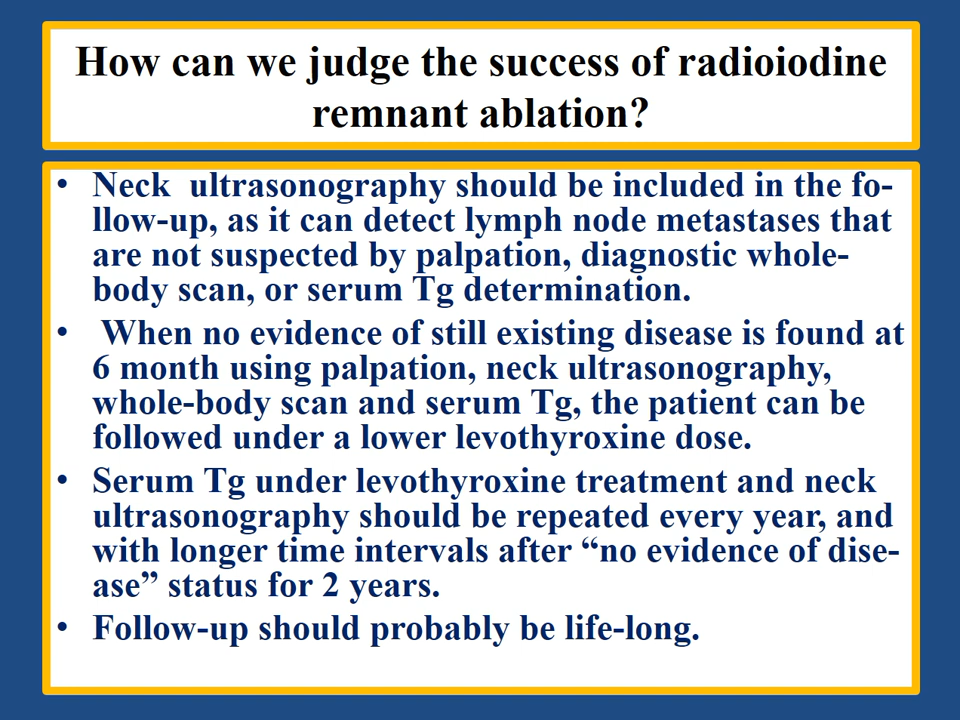 How can we judge the success of radioiodine
remnant ablation?
• Neck ultrasonography should be included in the fo-
llow-up, as it can detect lymph node metastases that
are not suspected by palpation, diagnostic whole-
body scan, or serum Tg determination.
• When no evidence of still existing disease is found at
6 month using palpation, neck ultrasonography,
whole-body scan and serum Tg, the patient can be
followed under a lower levothyroxine dose.
• Serum Tg under levothyroxine treatment and neck
ultrasonography should be repeated every year, and
with longer time intervals after “no evidence of dise-
ase” status for 2 years.
• Follow-up should probably be life-long.